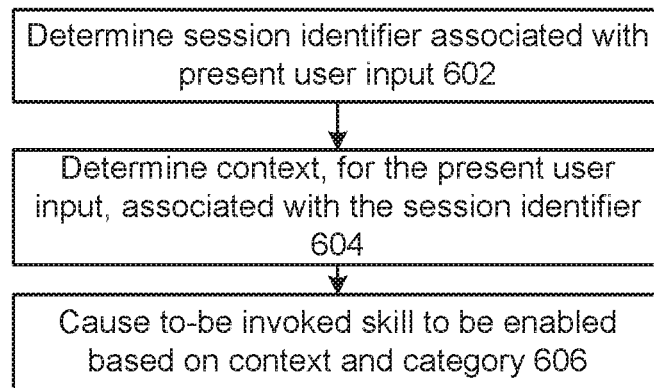 Determine session identifier associated with
present user input 602
Determine context, for the present user
input, associated with the session identifier
604
Cause to-be invoked skill to be enabled
based on context and category 606